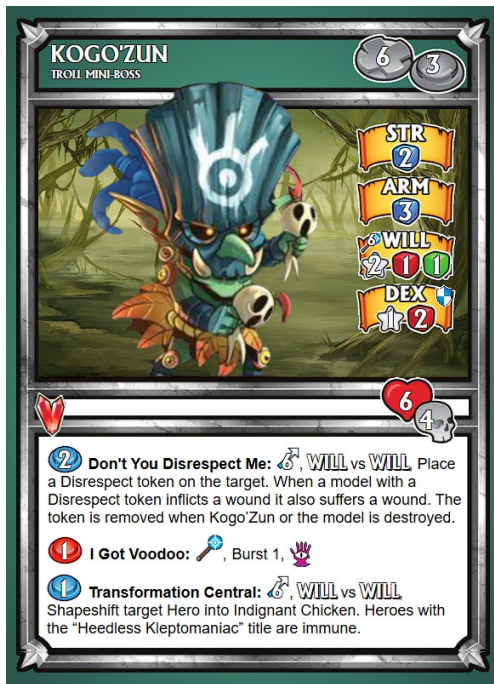 KOGO'ZUN
TROLL MINI-BOSS
6 3
STR
2
ARM
3
6 WILL
2 1 1
DEX
1 2
6
4
2 Don't You Disrespect Me: 6, WILL vs WILL, Place
a Disrespect token on the target. When a model with a
Disrespect token inflicts a wound it also suffers a wound. The
token is removed when Kogo’Zun or the model is destroyed.
1 I Got Voodoo: , Burst 1,
1 Transformation Central: 6, WILL vs WILL,
Shapeshift target Hero into Indignant Chicken. Heroes with
the “Heedless Kleptomaniac” title are immune.